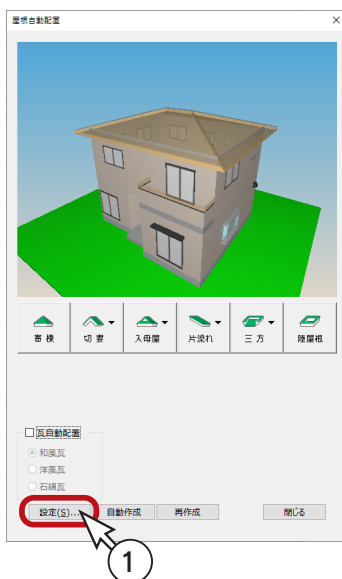 屋根自動配置
寄 棟 切 妻 入母屋 片流れ 三 方 陸屋根
瓦自動配置
和風瓦
洋風瓦
石綿瓦
設定(S)... 自動作成 再作成 閉じる
1